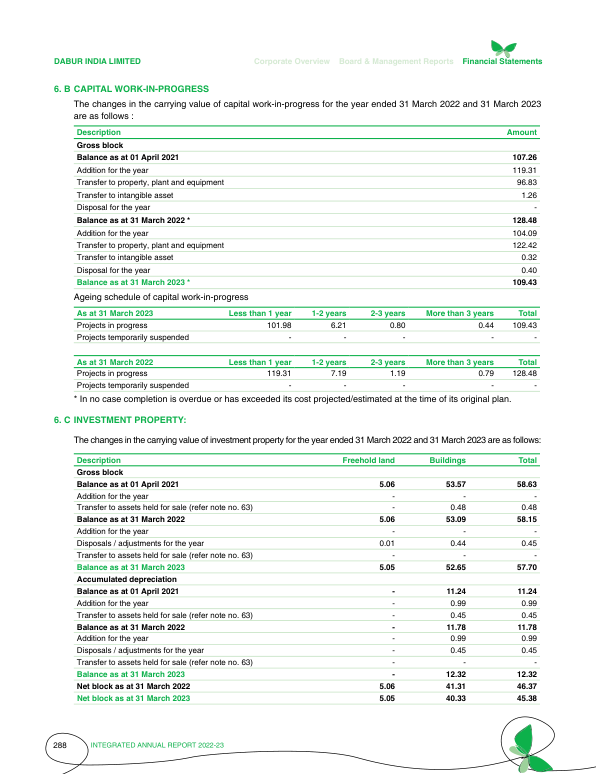 DABUR INDIA LIMITED Corporate Overview Board & Management Reports Financial Statements
6. B CAPITAL WORK-IN-PROGRESS
The changes in the carrying value of capital work-in-progress for the year ended 31 March 2022 and 31 March 2023
are as follows :
Description Amount
Gross block
Balance as at 01 April 2021 107.26
Addition for the year 119.31
Transfer to property, plant and equipment 96.83
Transfer to intangible asset 1.26
Disposal for the year -
Balance as at 31 March 2022 * 128.48
Addition for the year 104.09
Transfer to property, plant and equipment 122.42
Transfer to intangible asset 0.32
Disposal for the year 0.40
Balance as at 31 March 2023 * 109.43
Ageing schedule of capital work-in-progress
As at 31 March 2023 Less than 1 year 1-2 years 2-3 years More than 3 years Total
Projects in progress 101.98 6.21 0.80 0.44 109.43
Projects temporarily suspended - - - - -
As at 31 March 2022 Less than 1 year 1-2 years 2-3 years More than 3 years Total
Projects in progress 119.31 7.19 1.19 0.79 128.48
Projects temporarily suspended - - - - -
* In no case completion is overdue or has exceeded its cost projected/estimated at the time of its original plan.
6. C INVESTMENT PROPERTY:
The changes in the carrying value of investment property for the year ended 31 March 2022 and 31 March 2023 are as follows:
Description Freehold land Buildings Total
Gross block
Balance as at 01 April 2021 5.06 53.57 58.63
Addition for the year - - -
Transfer to assets held for sale (refer note no. 63) - 0.48 0.48
Balance as at 31 March 2022 5.06 53.09 58.15
Addition for the year - - -
Disposals / adjustments for the year 0.01 0.44 0.45
Transfer to assets held for sale (refer note no. 63) - - -
Balance as at 31 March 2023 5.05 52.65 57.70
Accumulated depreciation
Balance as at 01 April 2021 - 11.24 11.24
Addition for the year - 0.99 0.99
Transfer to assets held for sale (refer note no. 63) - 0.45 0.45
Balance as at 31 March 2022 - 11.78 11.78
Addition for the year - 0.99 0.99
Disposals / adjustments for the year - 0.45 0.45
Transfer to assets held for sale (refer note no. 63) - - -
Balance as at 31 March 2023 - 12.32 12.32
Net block as at 31 March 2022 5.06 41.31 46.37
Net block as at 31 March 2023 5.05 40.33 45.38
288 INTEGRATED ANNUAL REPORT 2022-23